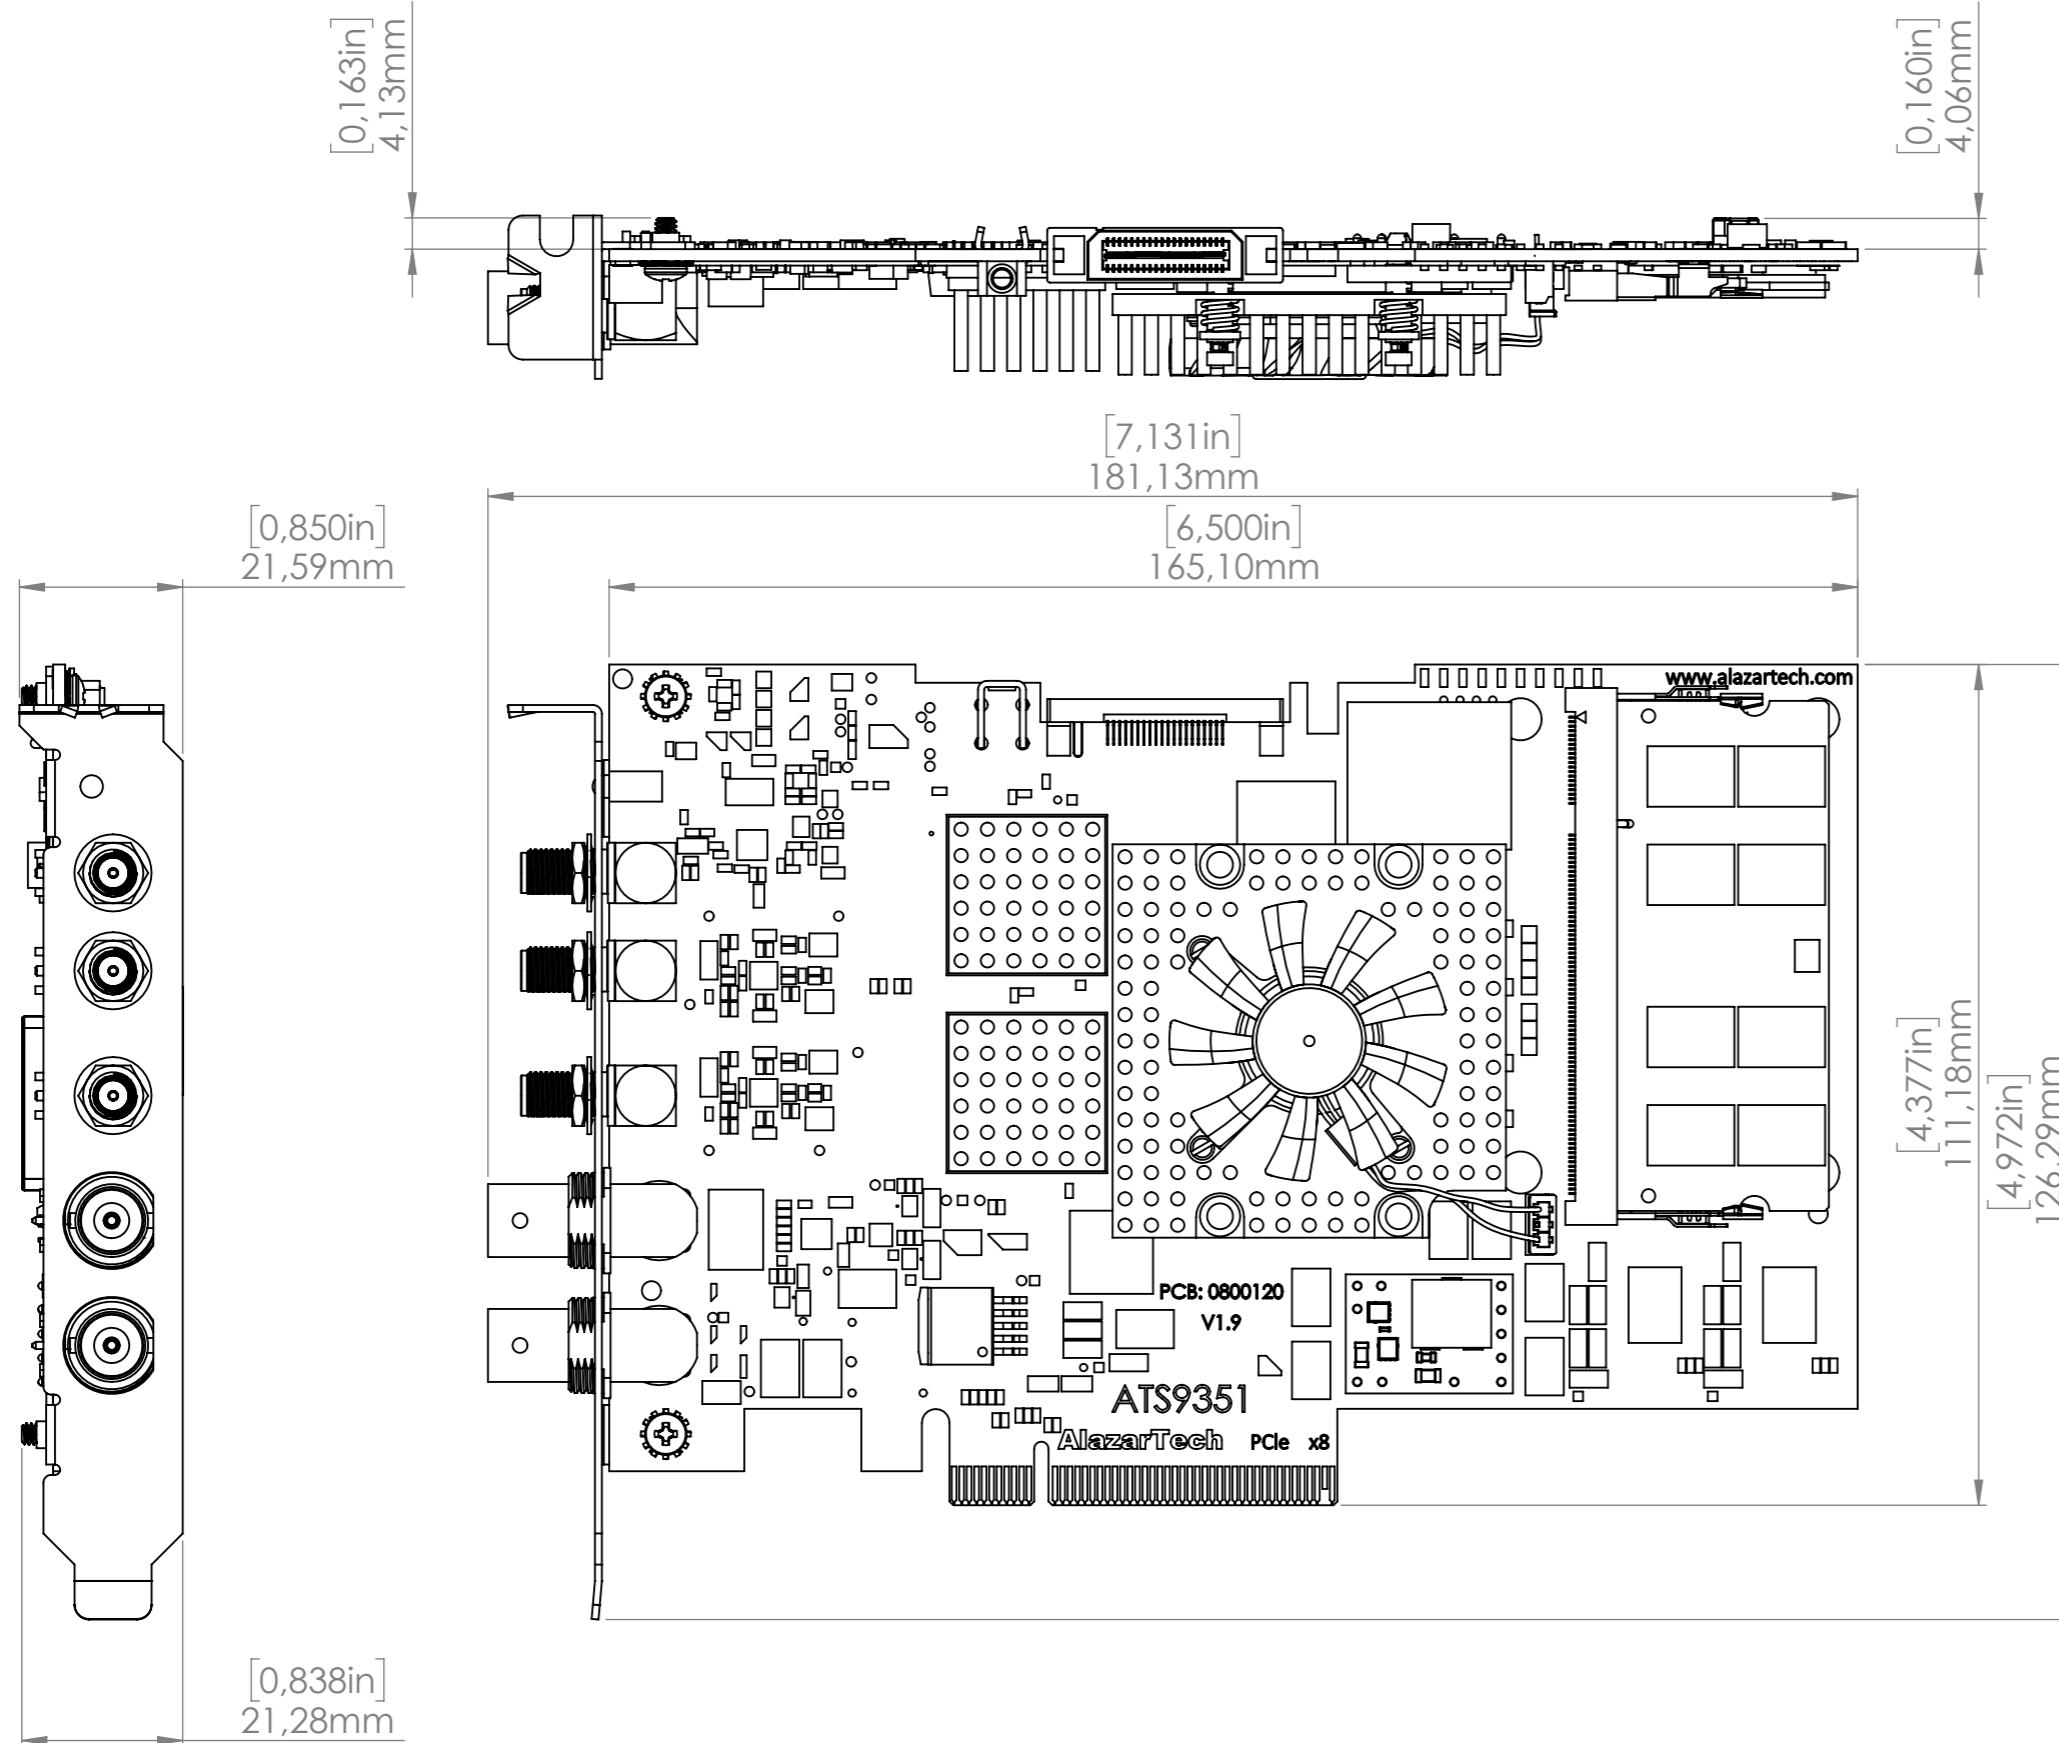 [0,163in]
4,13mm
[0,160in]
4,06mm
[7,131in]
181,13mm
[0,850in]
21,59mm
[6,500in]
165,10mm
www.alazartech.com
[4,377in]
111,18mm
[4,972in]
126,29mm
PCB: 0800120
V1.9
ATS9351
AlazarTech PCIe x8
[0,838in]
21,28mm